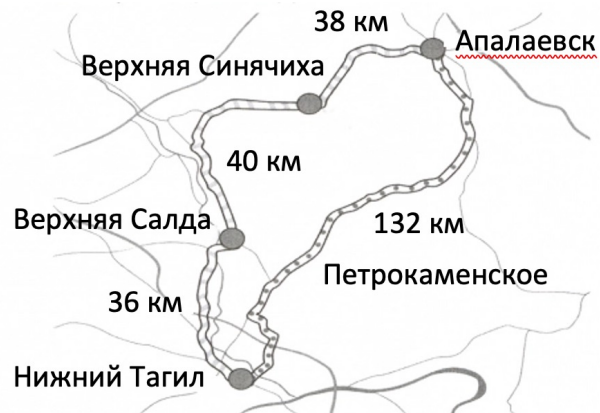 38 км
Апалаевск
Верхняя Синячиха
40 км
Верхняя Салда
132 км
Петрокаменское
36 км
Нижний Тагил